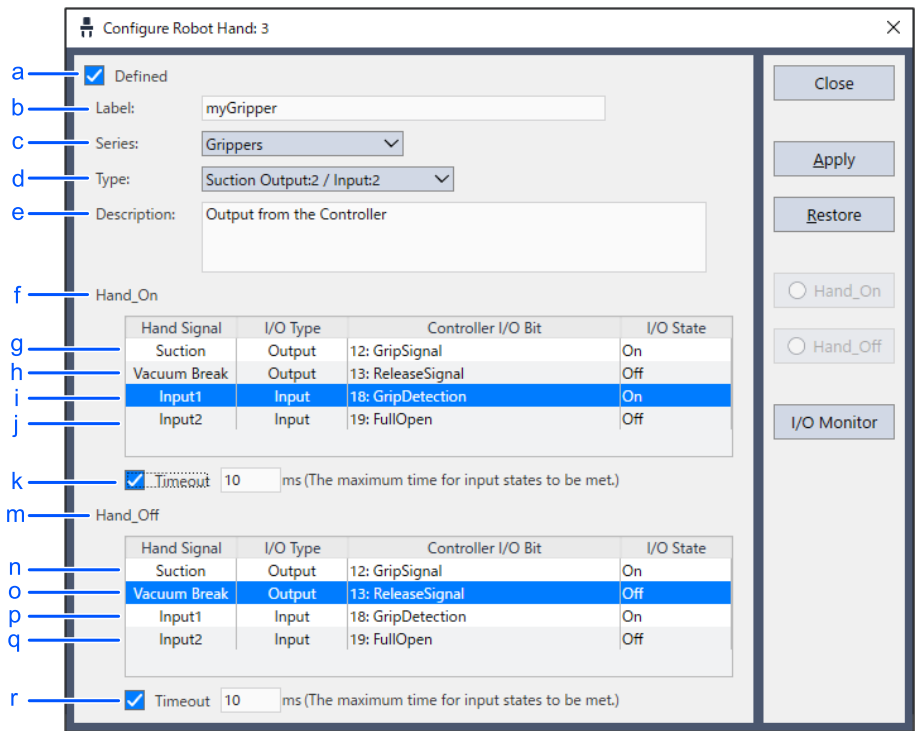 Configure Robot Hand: 3
a Defined
b Label: myGripper
c Series: Grippers
d Type: Suction Output:2 / Input:2
e Description: Output from the Controller
f Hand_On
Hand Signal I/O Type Controller I/O Bit I/O State
g Suction Output 12: GripSignal On
h Vacuum Break Output 13: ReleaseSignal Off
i Input1 Input 18: GripDetection On
j Input2 Input 19: FullOpen Off
k Timeout 10 ms (The maximum time for input states to be met.)
m Hand_Off
Hand Signal I/O Type Controller I/O Bit I/O State
n Suction Output 12: GripSignal On
o Vacuum Break Output 13: ReleaseSignal Off
p Input1 Input 18: GripDetection On
q Input2 Input 19: FullOpen Off
r Timeout 10 ms (The maximum time for input states to be met.)
Close
Apply
Restore
Hand_On
Hand_Off
I/O Monitor